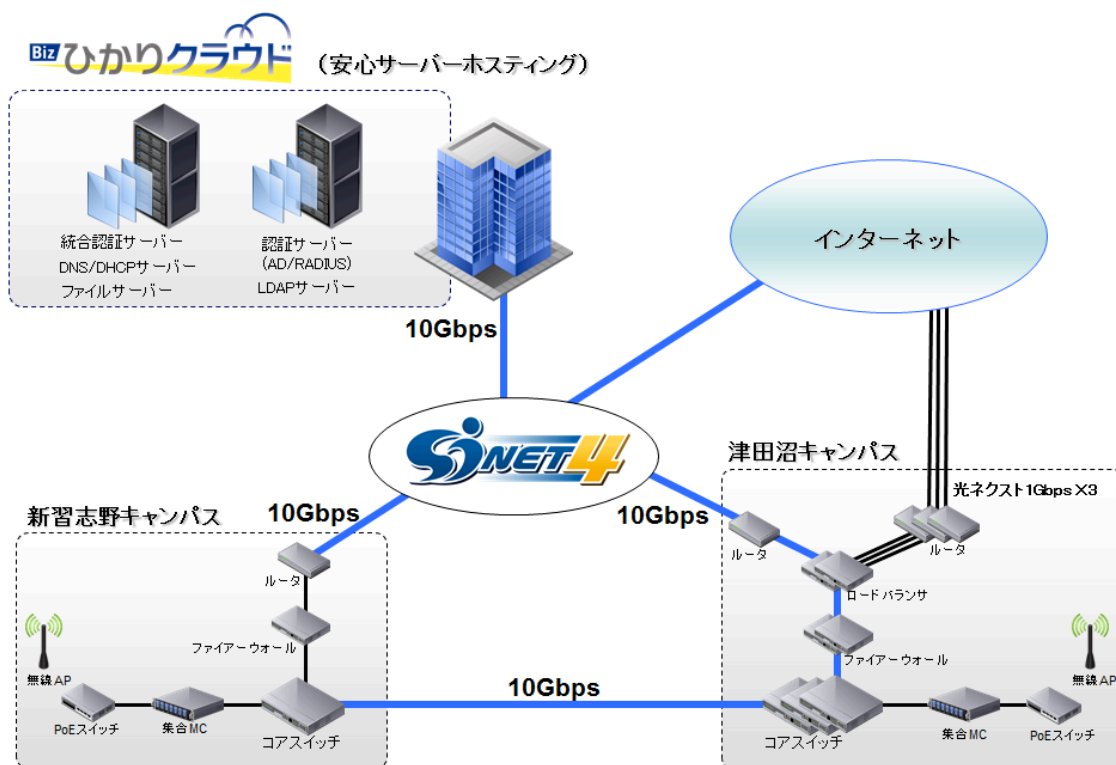 Bizひかりクラウド
（安心サーバーホスティング）
統合認証サーバー
DNS/DHCPサーバー
ファイルサーバー
認証サーバー
(AD/RADIUS)
LDAPサーバー
インターネット
10Gbps
SINET4
津田沼キャンパス
光ネクスト1Gbps X3
新習志野キャンパス
10Gbps
10Gbps
ルータ
ルータ
ルータ
ロードバランサ
ファイアーウォール
ファイアーウォール
無線AP
無線AP
10Gbps
PoEスイッチ
集合MC
コアスイッチ
コアスイッチ
集合MC
PoEスイッチ